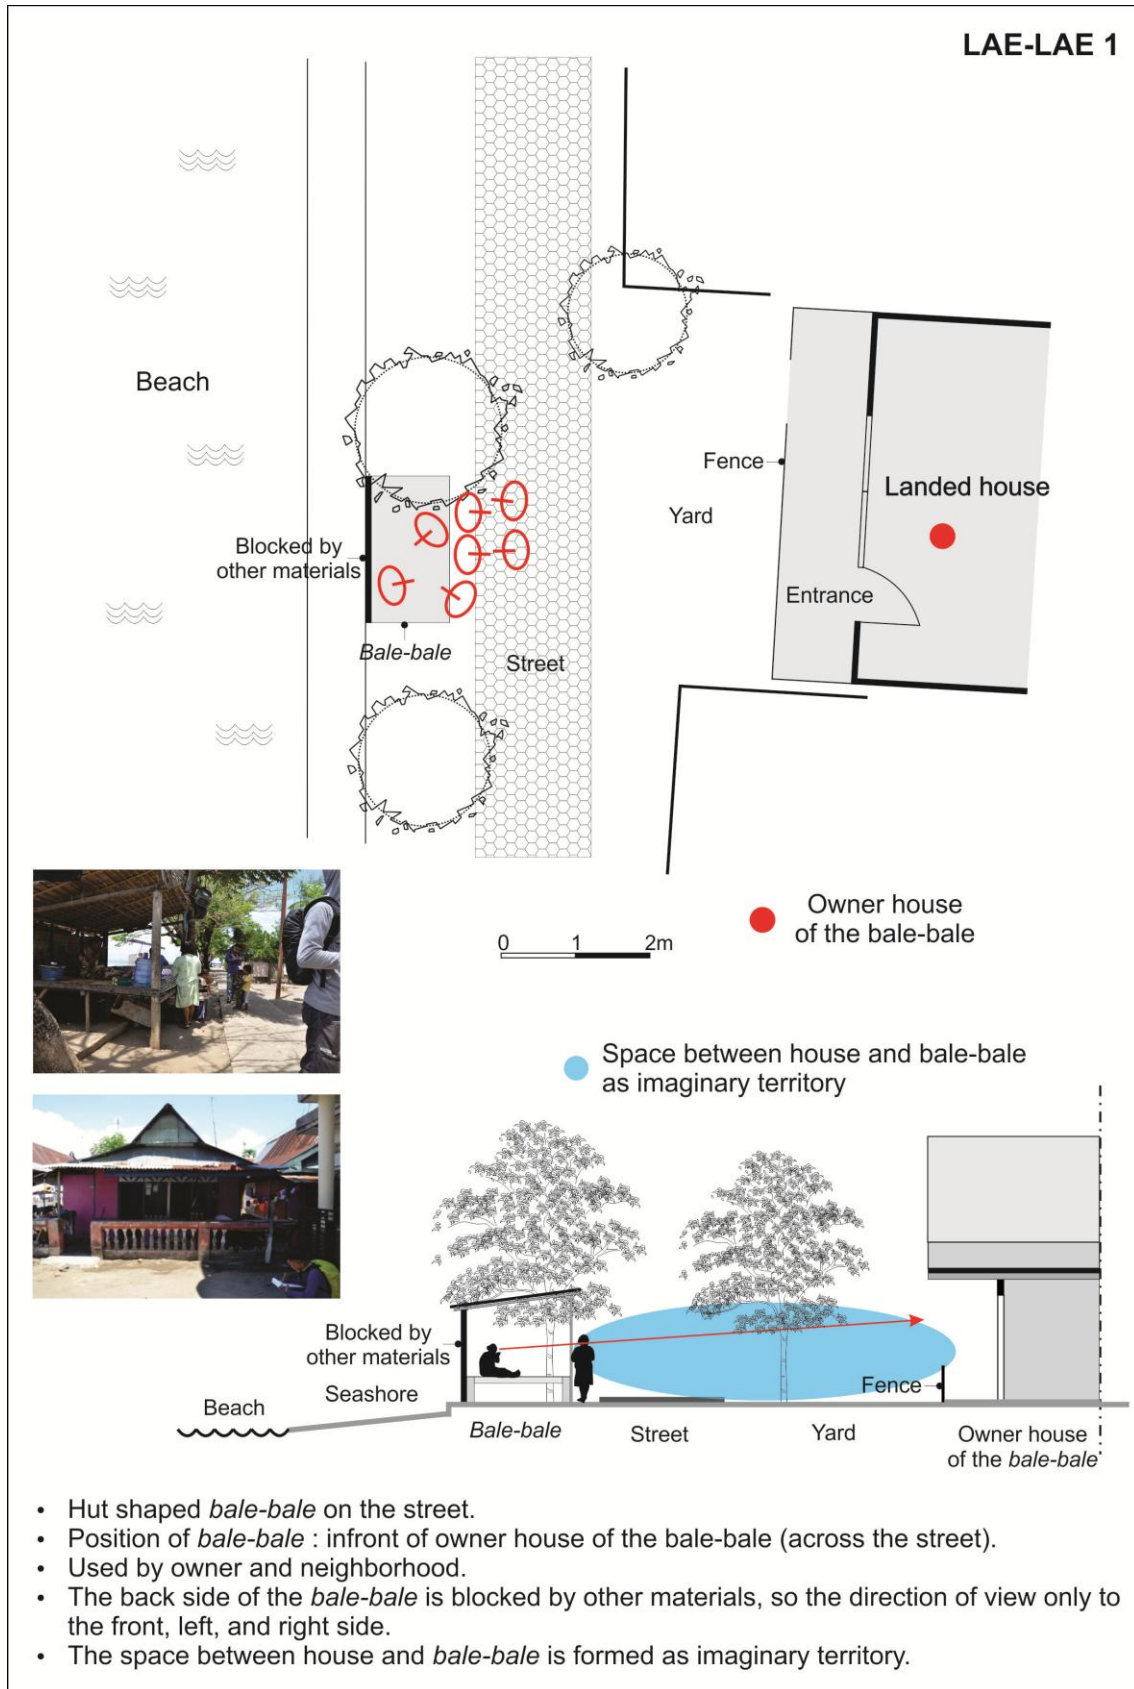 LAE-LAE 1
Beach
Fence
Landed house
Yard
Blocked by
other materials
Entrance
Bale-bale
Street
Owner house
of the bale-bale
0 1 2m
Space between house and bale-bale
as imaginary territory
Blocked by
other materials
Seashore
Fence
Beach
Bale-bale
Street
Yard
Owner house
of the bale-bale
• Hut shaped bale-bale on the street.
• Position of bale-bale : infront of owner house of the bale-bale (across the street).
• Used by owner and neighborhood.
• The back side of the bale-bale is blocked by other materials, so the direction of view only to
the front, left, and right side.
• The space between house and bale-bale is formed as imaginary territory.